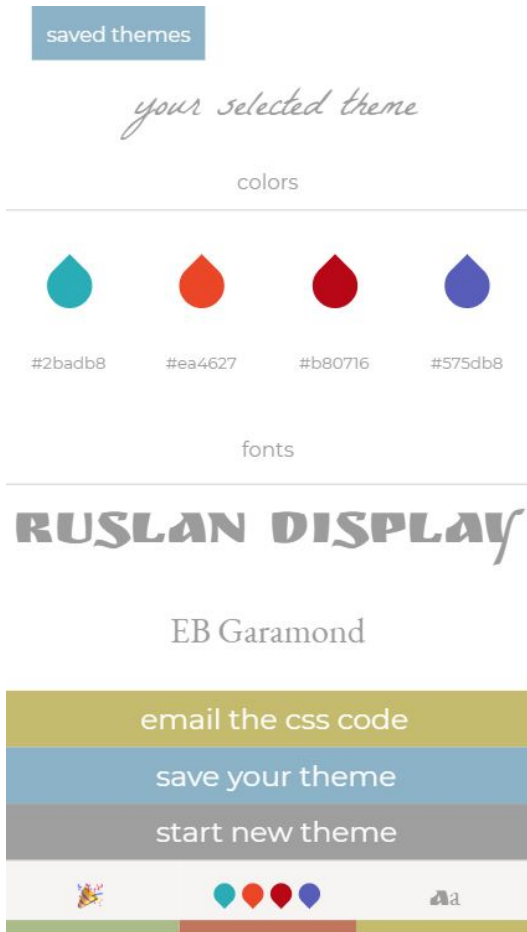 saved themes
your selected theme
colors
#2badb8 #ea4627 #b80716 #575db8
fonts
RUSLAN DISPLAY
EB Garamond
email the css code
save your theme
start new theme
aa